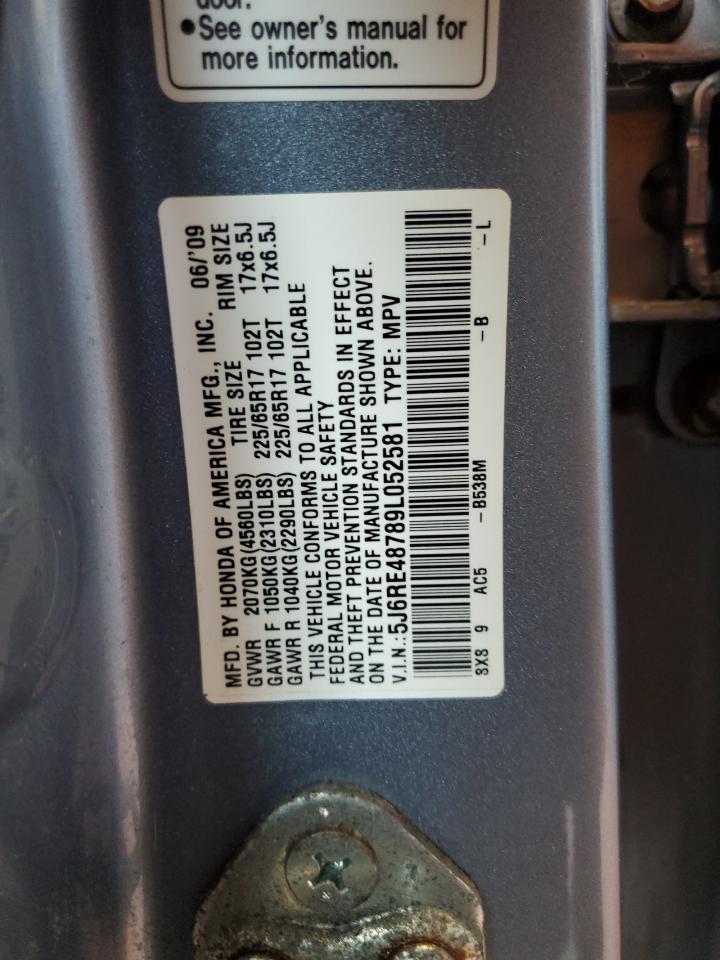 door.
●See owner's manual for
more information.
MFD. BY HONDA OF AMERICA MFG., INC. 06/'09
GVWR 2070KG(4560LBS) TIRE SIZE RIM SIZE
GAWR F 1050KG(2310LBS) 225/65R17 102T 17x6.5J
GAWR R 1040KG(2290LBS) 225/65R17 102T 17x6.5J
THIS VEHICLE CONFORMS TO ALL APPLICABLE
FEDERAL MOTOR VEHICLE SAFETY
AND THEFT PREVENTION STANDARDS IN EFFECT
ON THE DATE OF MANUFACTURE SHOWN ABOVE.
V.I.N.:5J6RE48789L052581 TYPE: MPV
SXS 9 AC5 -B538M -B -L